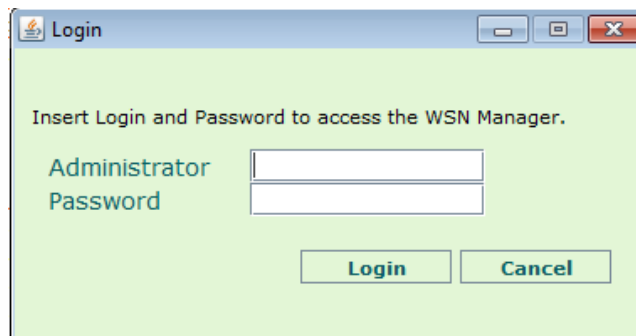 Login
Insert Login and Password to access the WSN Manager.
Administrator
Password
Login Cancel